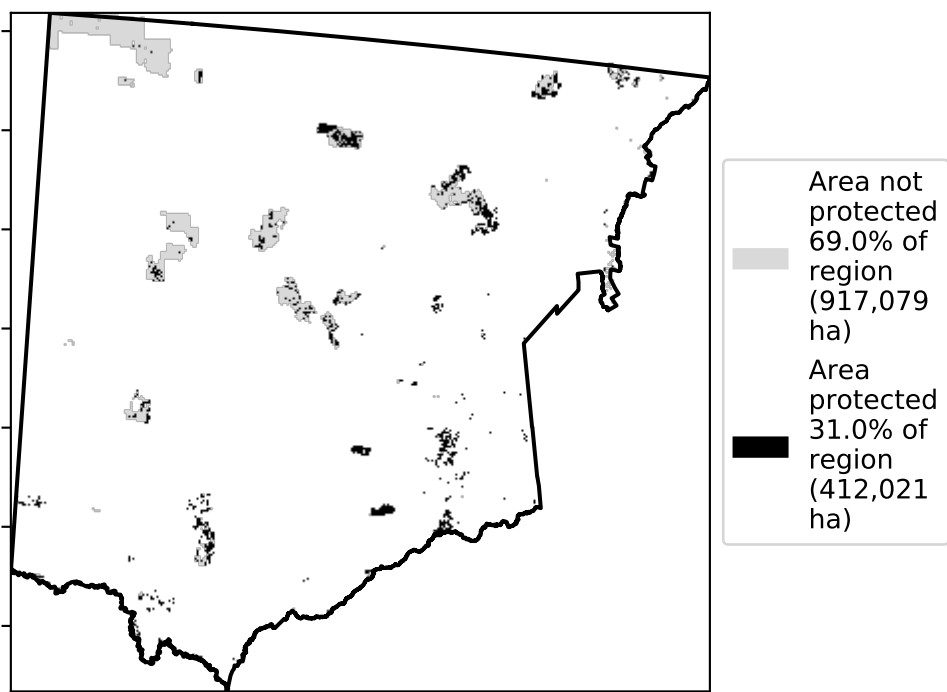 Area not
protected
69.0% of
region
(917,079
ha)
Area
protected
31.0% of
region
(412,021
ha)